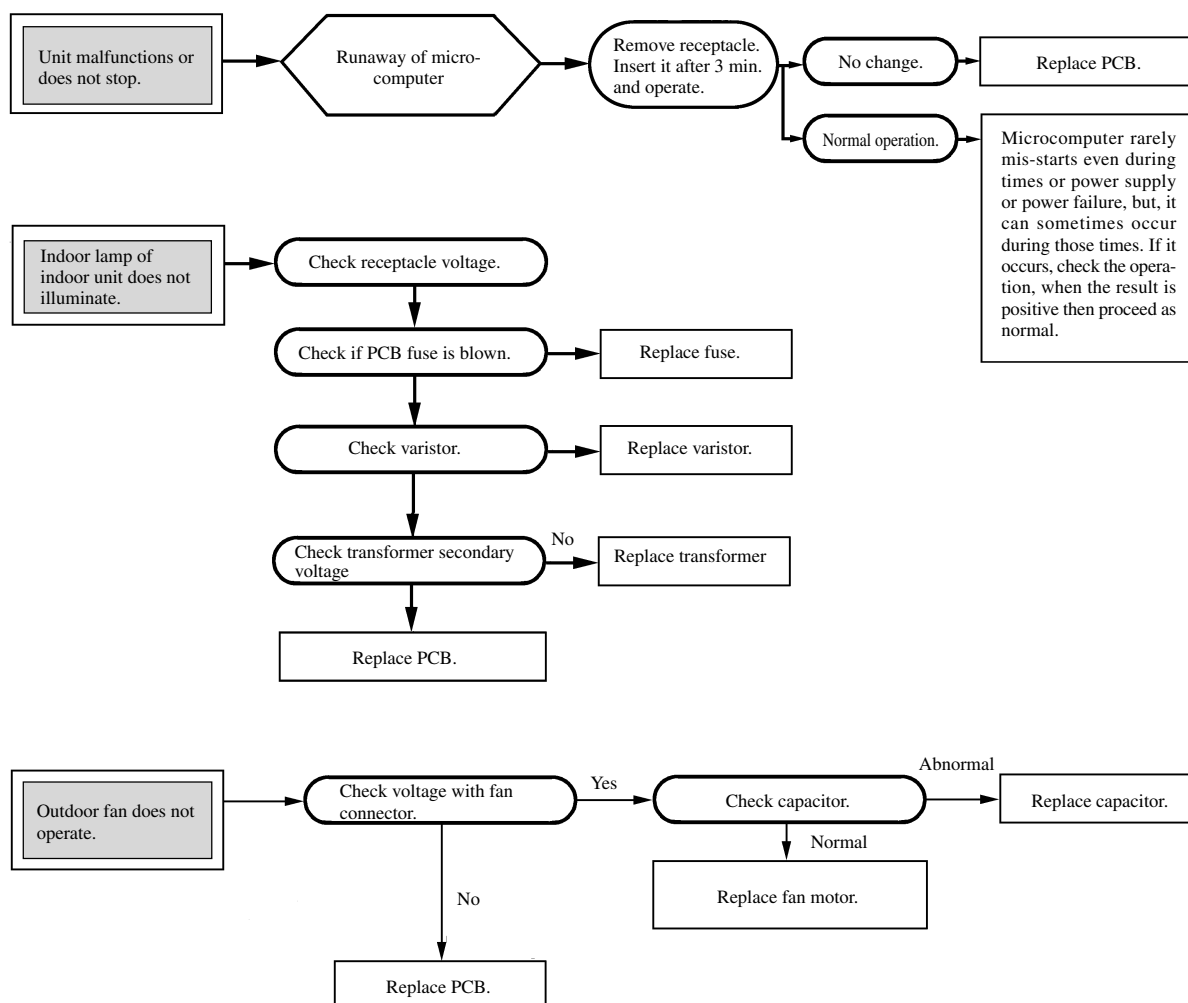 Unit malfunctions or
does not stop.
Runaway of micro-
computer
Remove receptacle.
Insert it after 3 min.
and operate.
No change.
Replace PCB.
Normal operation.
Microcomputer rarely
mis-starts even during
times or power supply
or power failure, but, it
can sometimes occur
during those times. If it
occurs, check the opera-
tion, when the result is
positive then proceed as
normal.
Indoor lamp of
indoor unit does not
illuminate.
Check receptacle voltage.
Check if PCB fuse is blown.
Replace fuse.
Check varistor.
Replace varistor.
Check transformer secondary
voltage
No
Replace transformer
Replace PCB.
Outdoor fan does not
operate.
Check voltage with fan
connector.
Yes
Check capacitor.
Abnormal
Replace capacitor.
Normal
Replace fan motor.
No
Replace PCB.